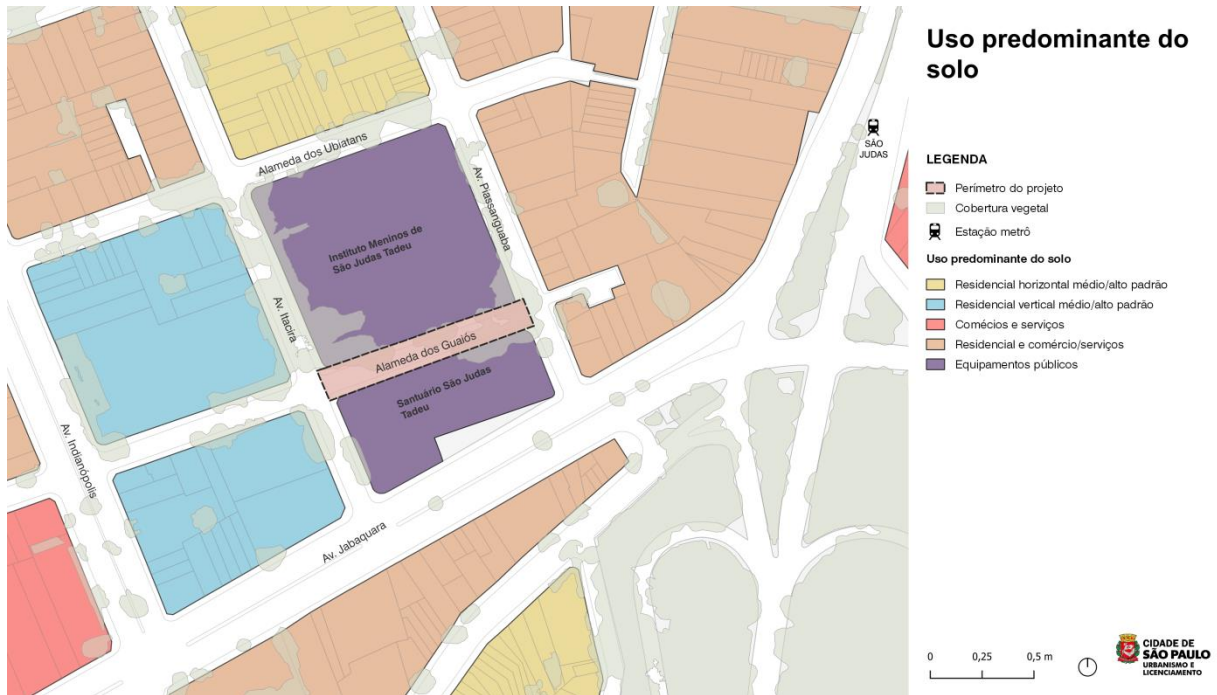 Uso predominante do
solo
LEGENDA
Perímetro do projeto
Cobertura vegetal
Estação metrô
Uso predominante do solo
Residencial horizontal médio/alto padrão
Residencial vertical médio/alto padrão
Comécios e serviços
Residencial e comércio/serviços
Equipamentos públicos
Alameda dos Ubiatans
Av. Piassanguaba
SÃO
JUDAS
Instituto Meninos de
São Judas Tadeu
Av. Itacira
Alameda dos Guaiós
Santuário São Judas
Tadeu
Av. Indianópolis
Av. Jabaquara
0 0,25 0,5 m
CIDADE DE
SÃO PAULO
URBANISMO E
LICENCIAMENTO